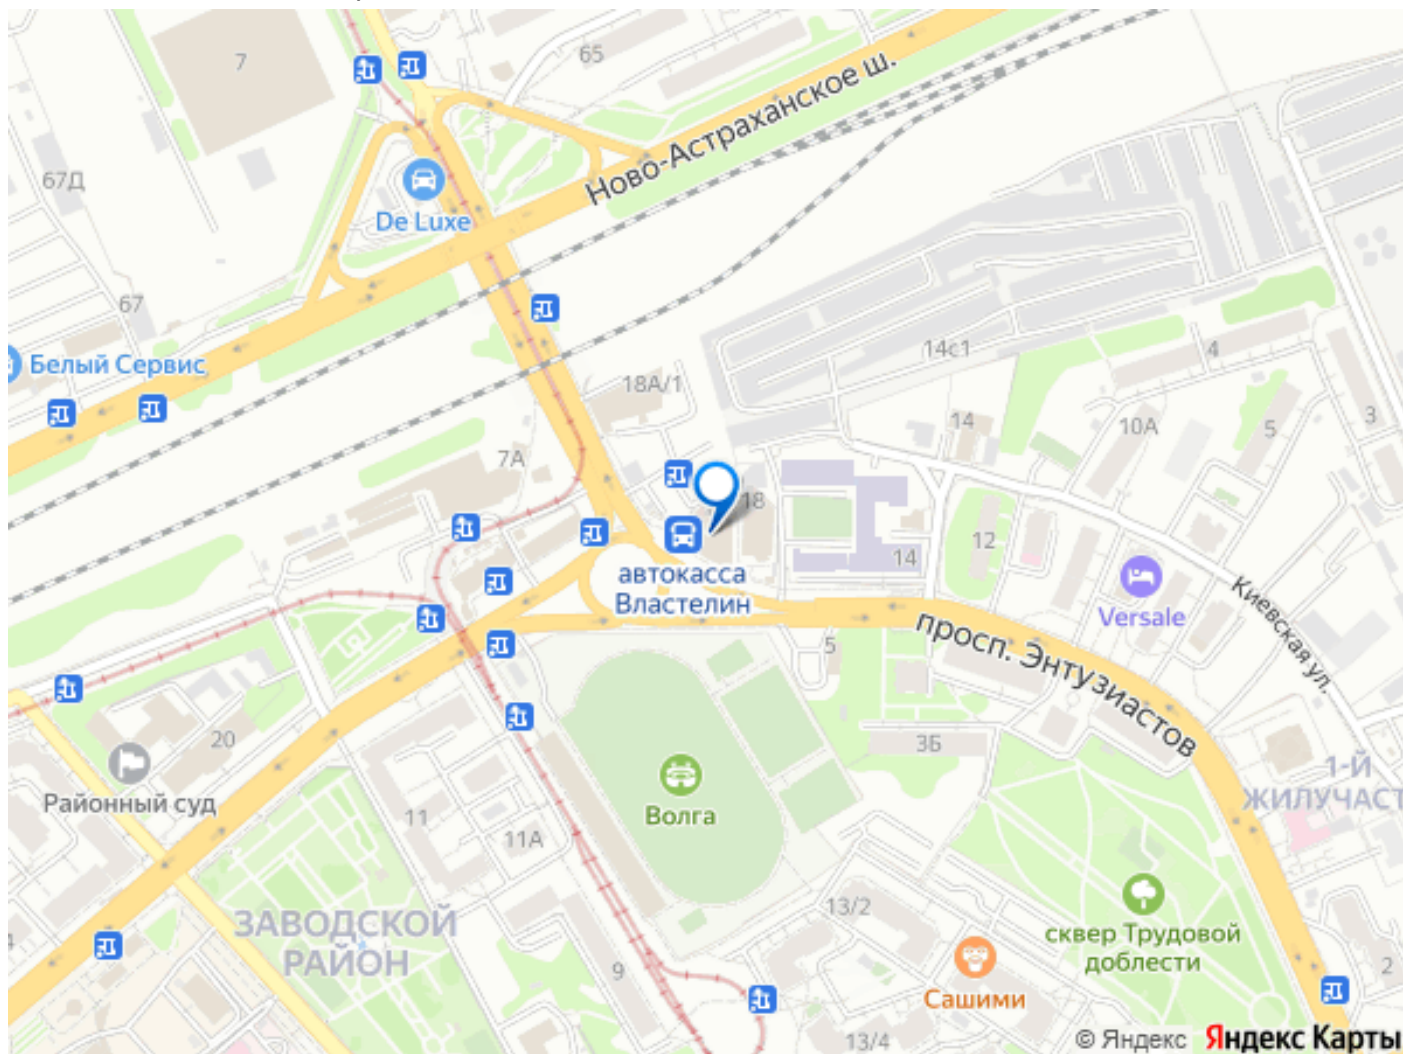 7
65
Ново-Астраханское ш.
67Д
De Luxe
67
Белый Сервис
14с1
4
18А/1
3
14
10А
5
7А
18
12
14
автокасса
Властелин
Versale
Киевская ул.
просп. Энтузиастов
5
20
3Б
Районный суд
1-Й
ЖИЛУЧАСТ
Волга
11
11А
13/2
ЗАВОДСКОЙ
РАЙОН
сквер Трудовой
доблести
4
9
2
Сашими
13/4
© Яндекс Яндекс Карты